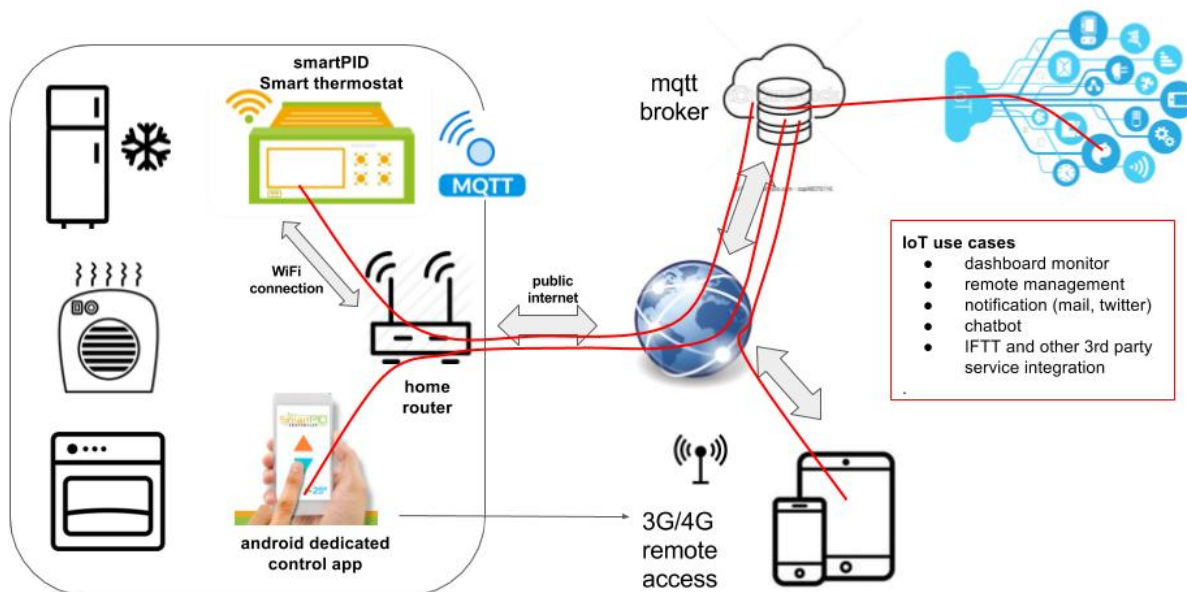 smartPID
Smart thermostat
MQTT
WiFi
connection
public
internet
home
router
SmartPID
android dedicated
control app
mqtt
broker
IoT
3G/4G
remote
access
IoT use cases
● dashboard monitor
● remote management
● notification (mail, twitter)
● chatbot
● IFTT and other 3rd party
service integration
.